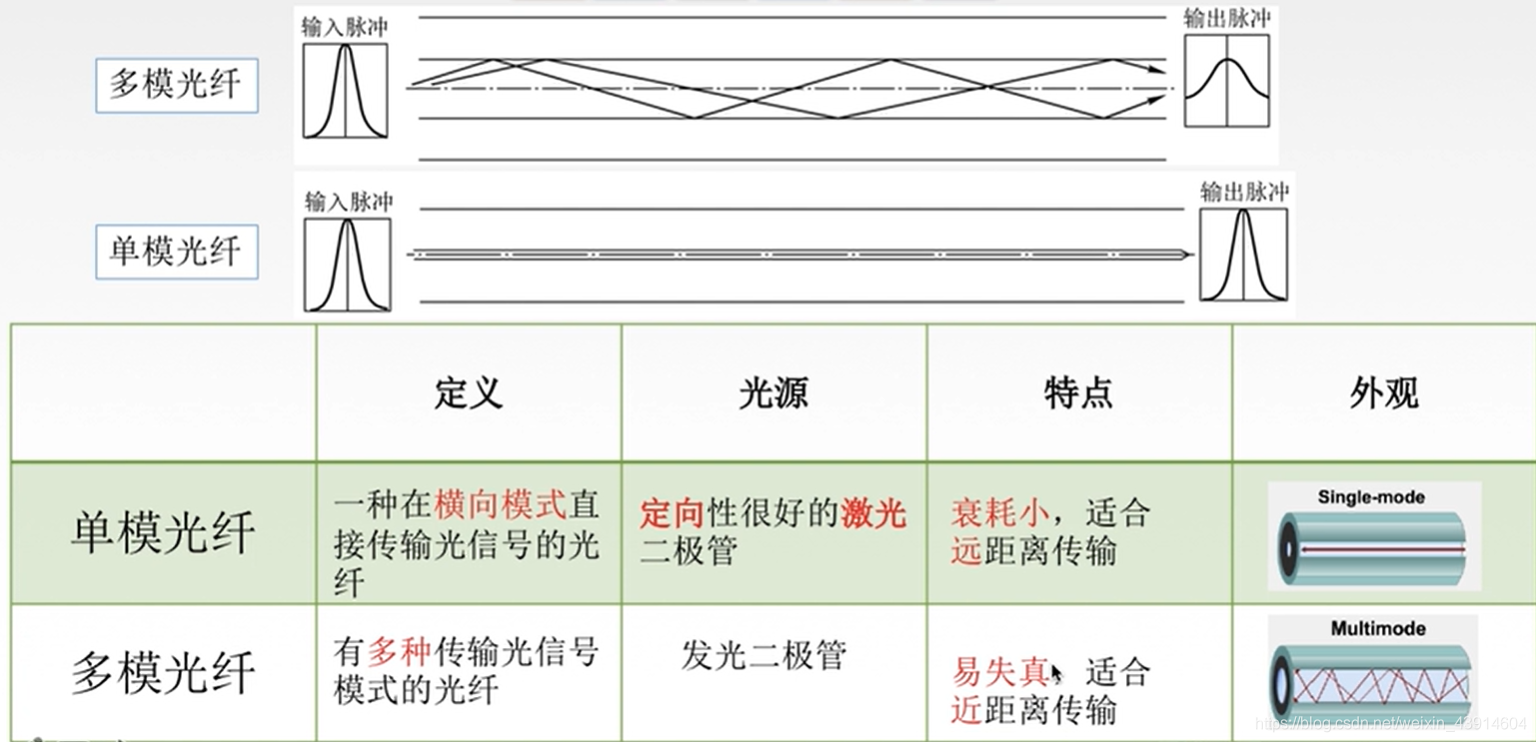 输入脉冲
输出脉冲
多模光纤
输入脉冲
输出脉冲
单模光纤
定义
光源
特点
外观
单模光纤
一种在横向模式直
接传输光信号的光
纤
定向性很好的激光
二极管
衰耗小，适合
远距离传输
Single-mode
多模光纤
有多种传输光信号
模式的光纤
发光二极管
易失真 适合
近距离传输
Multimode
https://blog.csdn.net/weixin_43914604